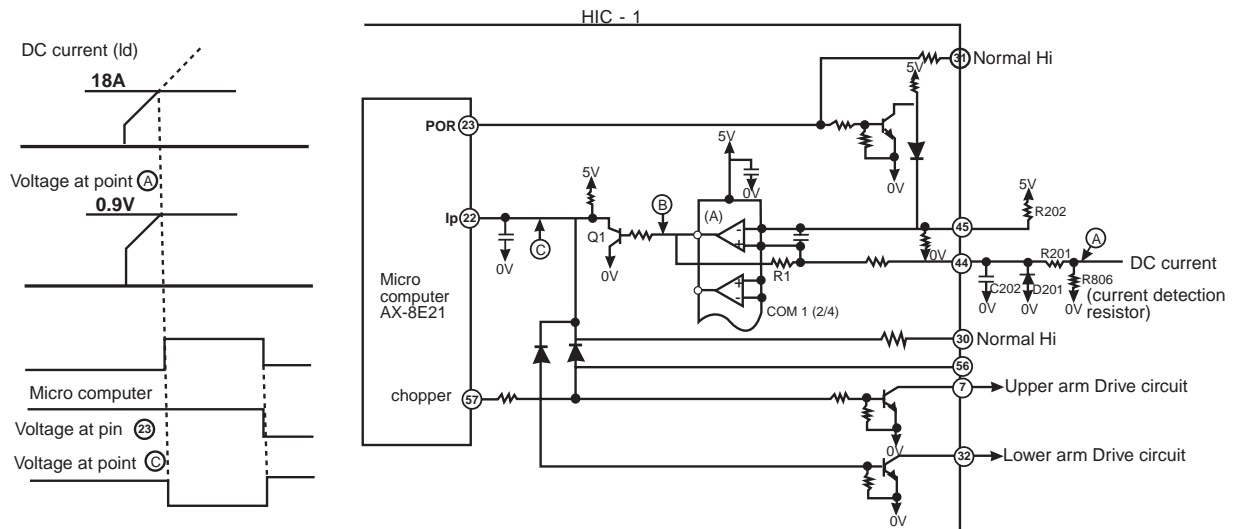 HIC - 1
DC current (Id)
18A
Voltage at point A
0.9V
Micro computer
Voltage at pin 23
Voltage at point C
POR 23
Ip 22
Micro
computer
AX-8E21
chopper 57
31 Normal Hi
5V
0V
5V
0V
5V
Q1
0V
0V
C
B
(A)
-
+
R1
+
-
COM 1 (2/4)
45
0V
5V
R202
44
A
R201
DC current
C202
D201
R806
0V
0V
0V
(current detection
resistor)
30 Normal Hi
56
7 Upper arm Drive circuit
0V
32 Lower arm Drive circuit
0V